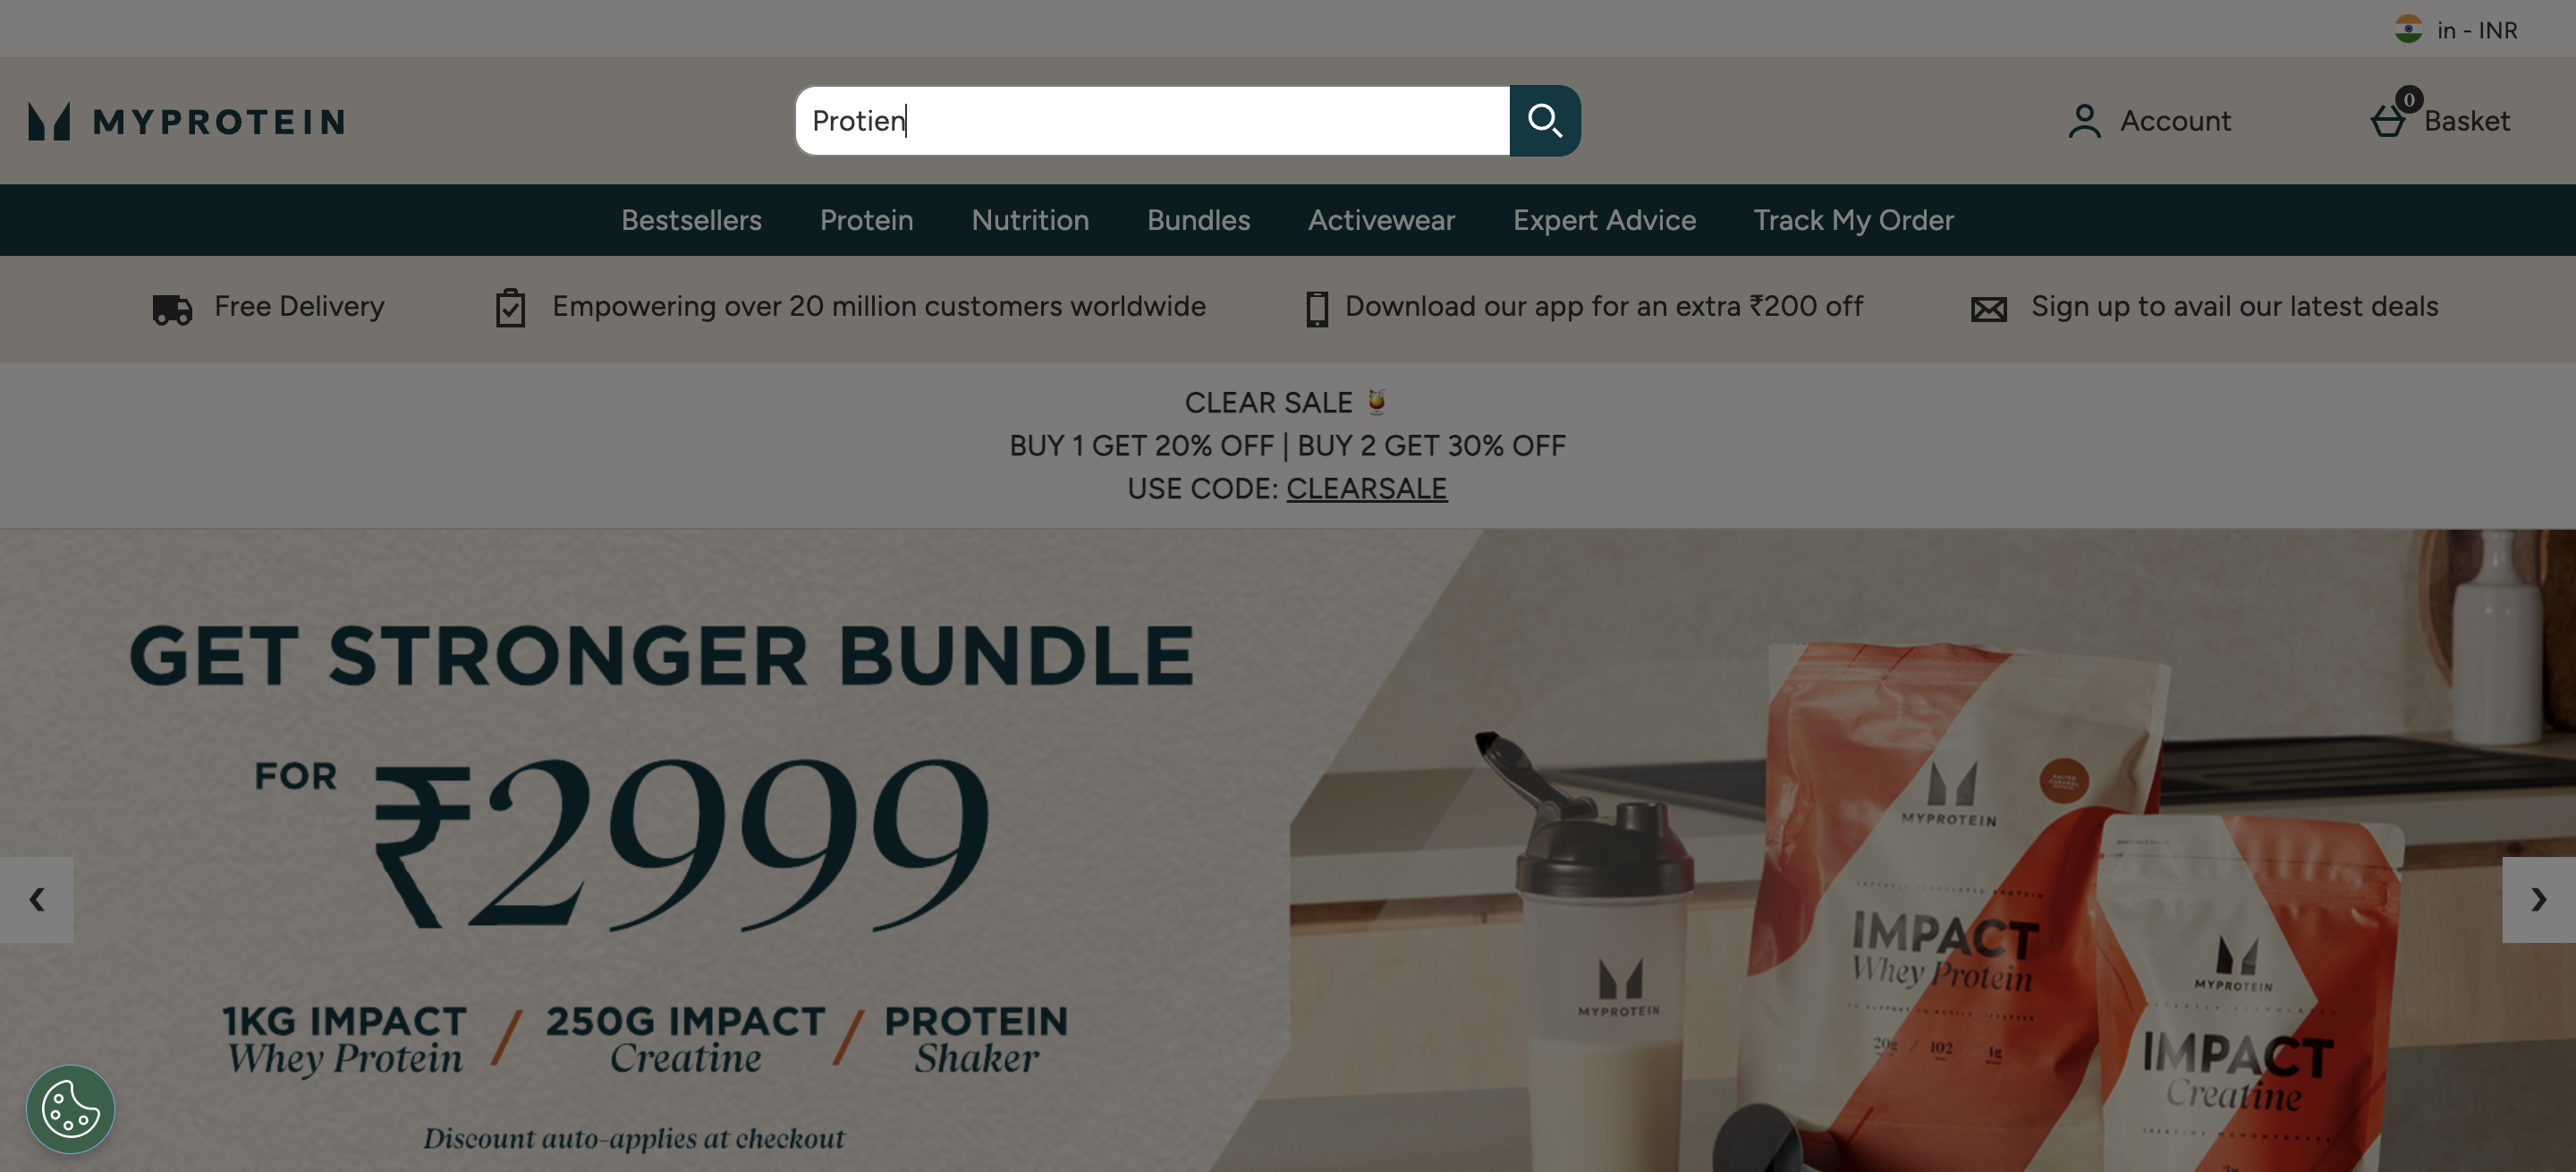 in - INR
MYPROTEIN
Protien
Account
0
Basket
Bestsellers
Protein
Nutrition
Bundles
Activewear
Expert Advice
Track My Order
Free Delivery
Empowering over 20 million customers worldwide
Download our app for an extra ₹200 off
Sign up to avail our latest deals
CLEAR SALE 🍹
BUY 1 GET 20% OFF | BUY 2 GET 30% OFF
USE CODE: CLEARSALE
GET STRONGER BUNDLE
FOR ₹2999
1KG IMPACT
Whey Protein
/
250G IMPACT
Creatine
/
PROTEIN
Shaker
Discount auto-applies at checkout
MYPROTEIN
MYPROTEIN
IMPACT
Whey Protein
20g / 102 4g
MYPROTEIN
IMPACT
Creatine